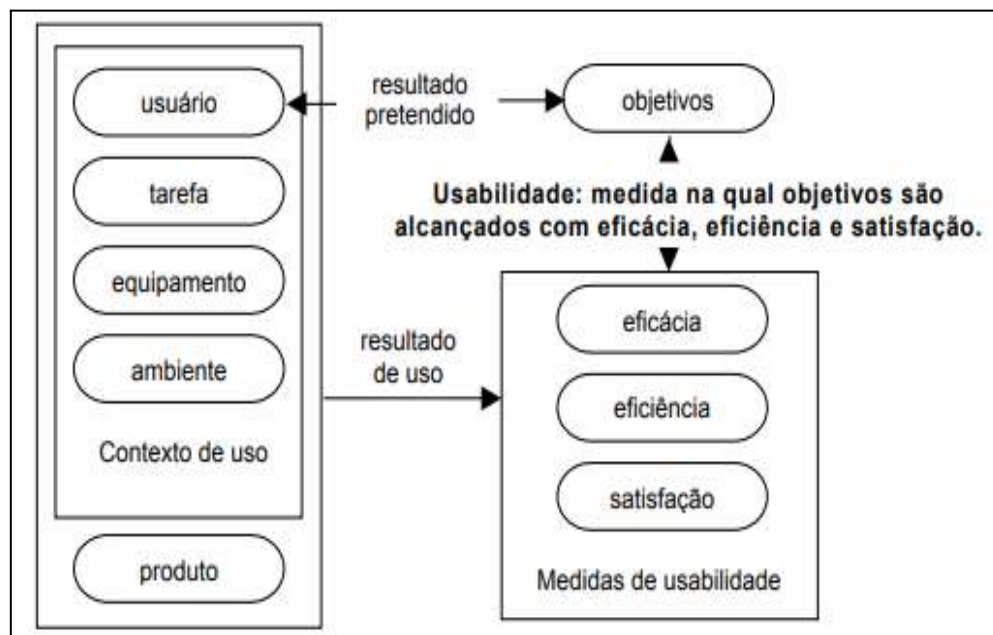 usuário
tarefa
equipamento
ambiente
Contexto de uso
produto
resultado
pretendido
objetivos
Usabilidade: medida na qual objetivos são
alcançados com eficácia, eficiência e satisfação.
resultado
de uso
eficácia
eficiência
satisfação
Medidas de usabilidade